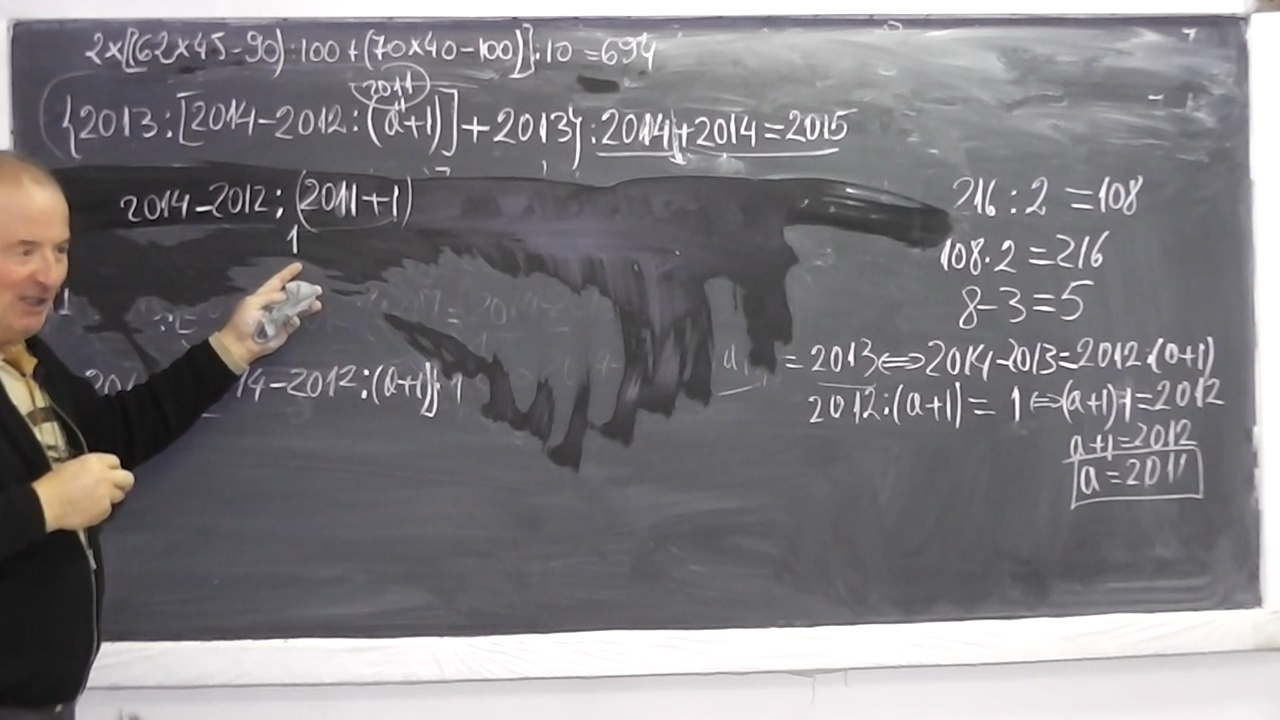 2×[(62×45-90):100+(70×40-100)]:10=694
2011
{2013:[2014-2012:(a+1)]+2013}:2014+2014=2015
2014-2012:(2011+1)
1
14-2012:(a+1)]:1
216:2=108
108·2=216
8-3=5
=2013⇔2014-2013=2012:(a+1)
2012:(a+1)=1⇔(a+1)·1=2012
a+1=2012
a=2011